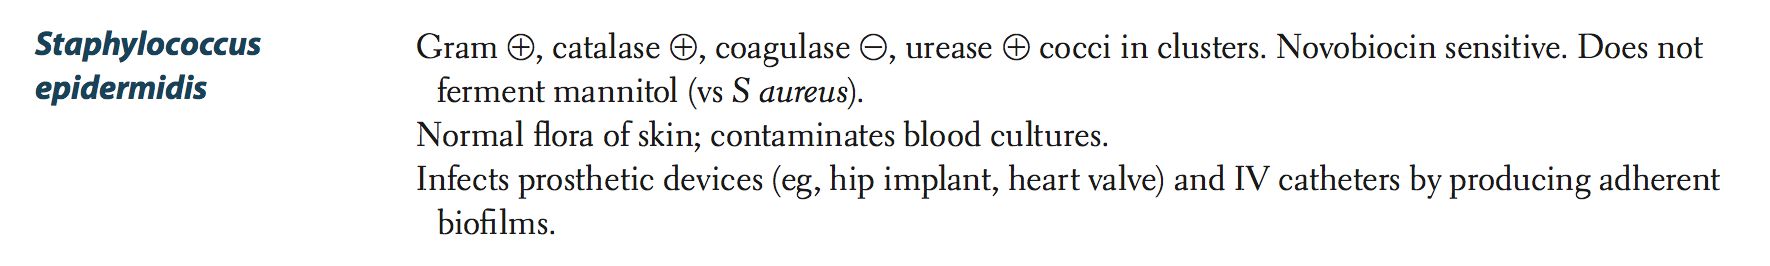 Staphylococcus
epidermidis
Gram ⊕, catalase ⊕, coagulase ⊖, urease ⊕ cocci in clusters. Novobiocin sensitive. Does not
ferment mannitol (vs S aureus).
Normal flora of skin; contaminates blood cultures.
Infects prosthetic devices (eg, hip implant, heart valve) and IV catheters by producing adherent
biofilms.